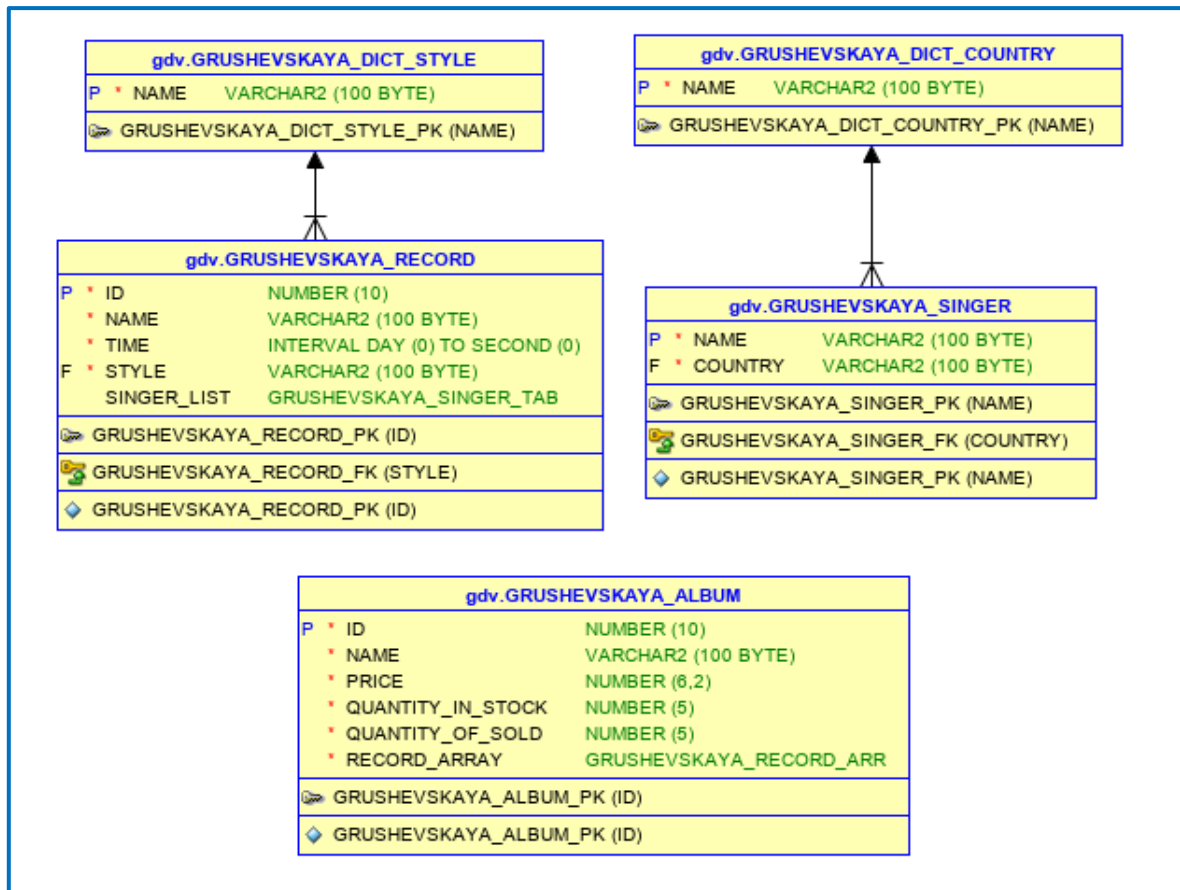 gdv.GRUSHEVSKAYA_DICT_STYLE
P * NAME VARCHAR2 (100 BYTE)
GRUSHEVSKAYA_DICT_STYLE_PK (NAME)
gdv.GRUSHEVSKAYA_DICT_COUNTRY
P * NAME VARCHAR2 (100 BYTE)
GRUSHEVSKAYA_DICT_COUNTRY_PK (NAME)
gdv.GRUSHEVSKAYA_RECORD
P * ID NUMBER (10)
* NAME VARCHAR2 (100 BYTE)
* TIME INTERVAL DAY (0) TO SECOND (0)
F * STYLE VARCHAR2 (100 BYTE)
SINGER_LIST GRUSHEVSKAYA_SINGER_TAB
GRUSHEVSKAYA_RECORD_PK (ID)
GRUSHEVSKAYA_RECORD_FK (STYLE)
GRUSHEVSKAYA_RECORD_PK (ID)
gdv.GRUSHEVSKAYA_SINGER
P * NAME VARCHAR2 (100 BYTE)
F * COUNTRY VARCHAR2 (100 BYTE)
GRUSHEVSKAYA_SINGER_PK (NAME)
GRUSHEVSKAYA_SINGER_FK (COUNTRY)
GRUSHEVSKAYA_SINGER_PK (NAME)
gdv.GRUSHEVSKAYA_ALBUM
P * ID NUMBER (10)
* NAME VARCHAR2 (100 BYTE)
* PRICE NUMBER (6,2)
* QUANTITY_IN_STOCK NUMBER (5)
* QUANTITY_OF_SOLD NUMBER (5)
* RECORD_ARRAY GRUSHEVSKAYA_RECORD_ARR
GRUSHEVSKAYA_ALBUM_PK (ID)
GRUSHEVSKAYA_ALBUM_PK (ID)